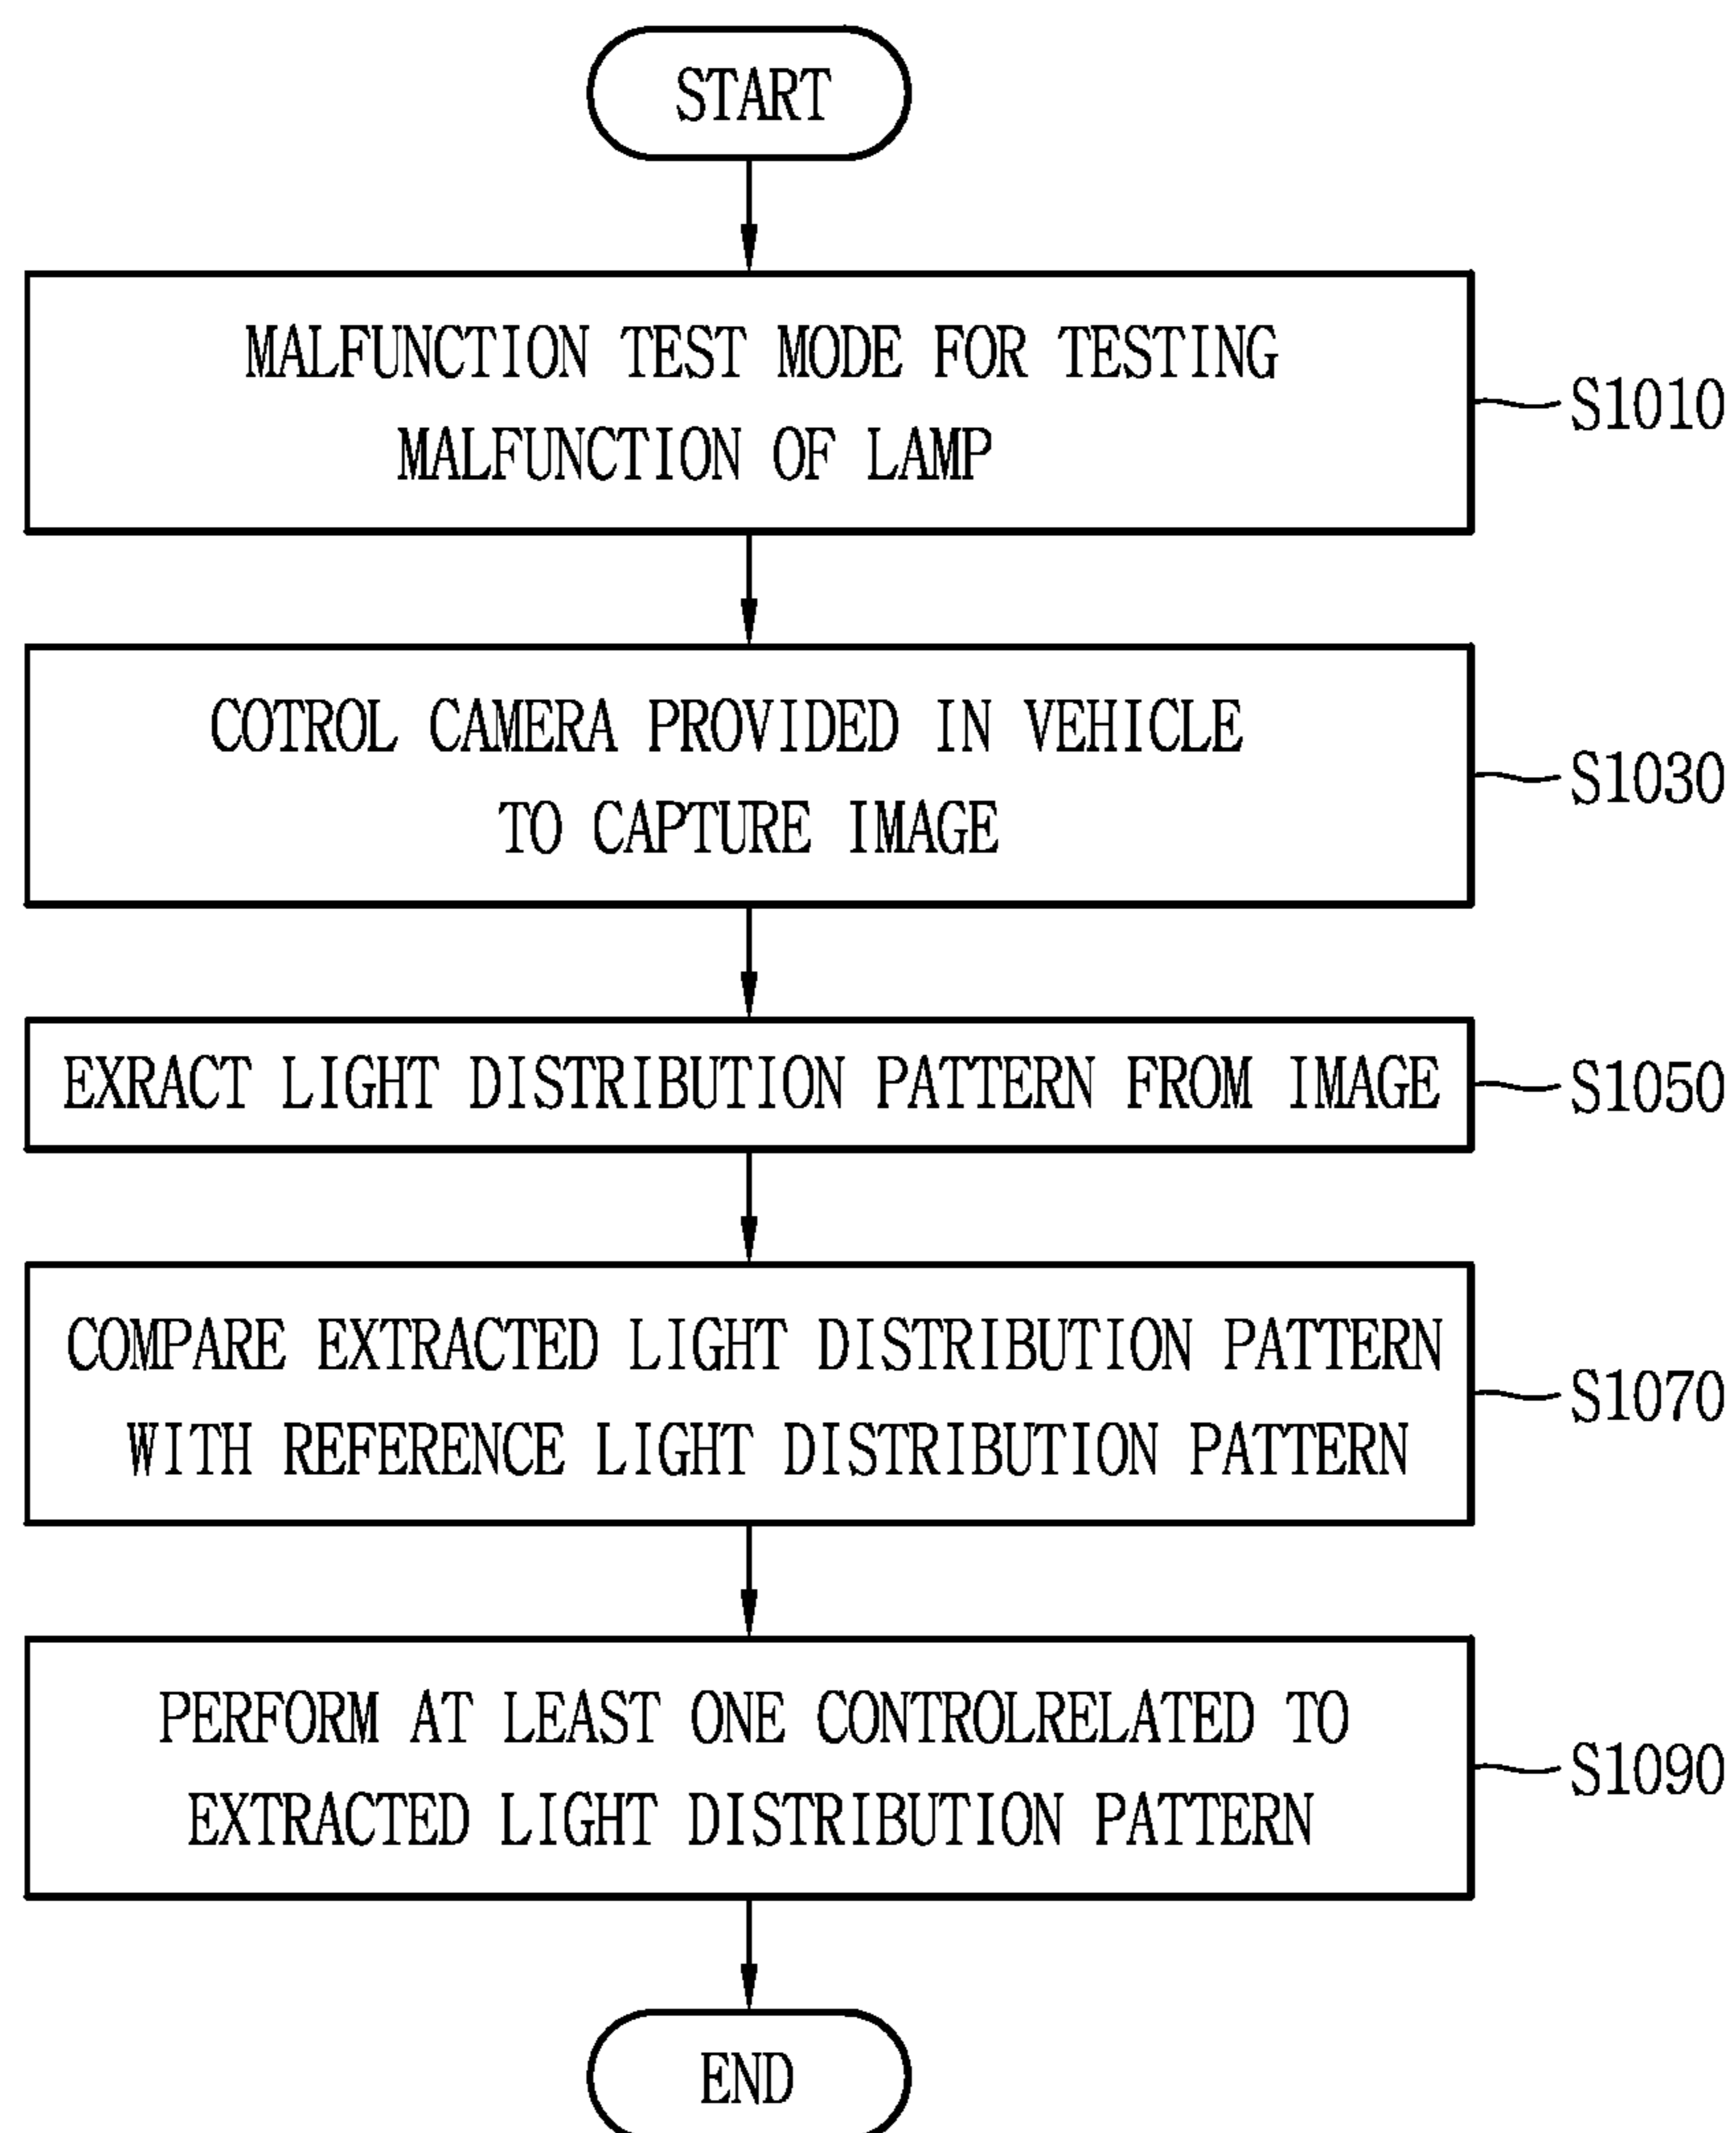 START
MALFUNCTION TEST MODE FOR TESTING
MALFUNCTION OF LAMP
S1010
COTROL CAMERA PROVIDED IN VEHICLE
TO CAPTURE IMAGE
S1030
EXRACT LIGHT DISTRIBUTION PATTERN FROM IMAGE
S1050
COMPARE EXTRACTED LIGHT DISTRIBUTION PATTERN
WITH REFERENCE LIGHT DISTRIBUTION PATTERN
S1070
PERFORM AT LEAST ONE CONTROLRELATED TO
EXTRACTED LIGHT DISTRIBUTION PATTERN
S1090
END